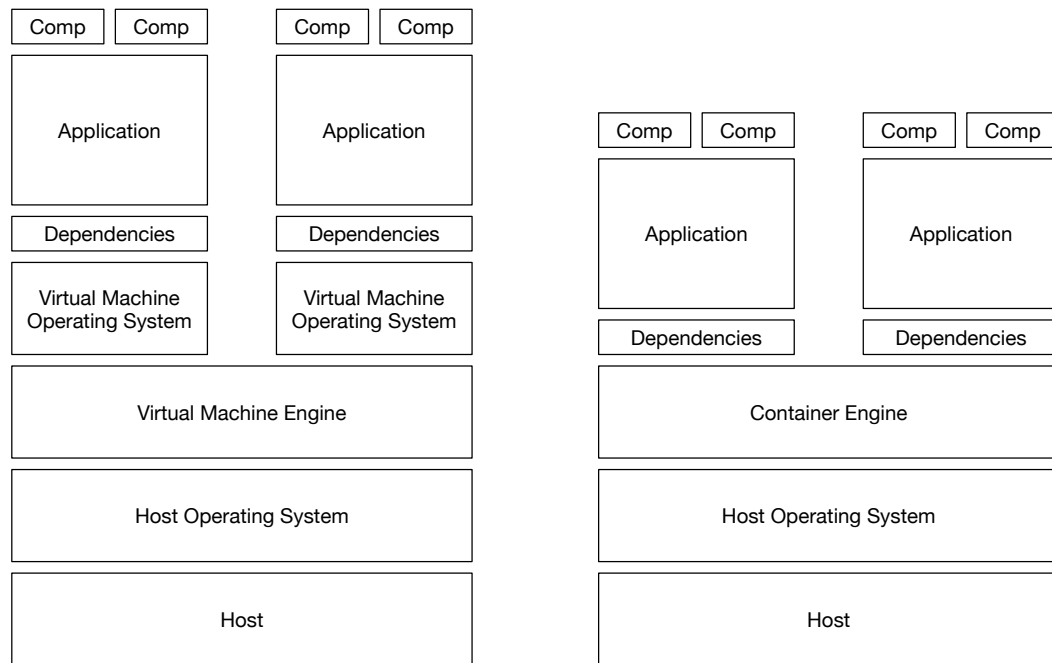 Comp
Comp
Comp
Comp
Application
Application
Dependencies
Dependencies
Virtual Machine
Operating System
Virtual Machine
Operating System
Virtual Machine Engine
Host Operating System
Host
Comp
Comp
Comp
Comp
Application
Application
Dependencies
Dependencies
Container Engine
Host Operating System
Host